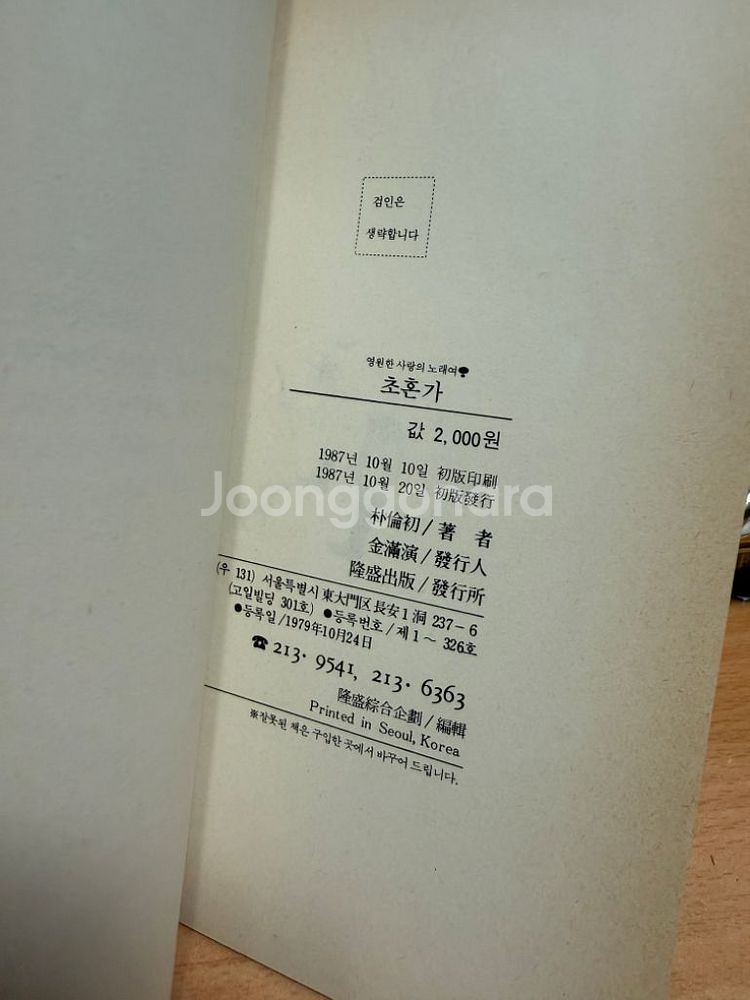 검인은
생략합니다
영원한 사랑의 노래여
초혼가
값 2,000원
1987년 10월 10일 初版印刷
1987년 10월 20일 初版發行
Joonggonara
朴倫初/著 者
金滿演/發行人
隆盛出版/發行所
(우 131) 서울특별시 東大門区 長安 1 洞 237-6
(고일빌딩 301호) ●등록번호/제 1 ~ 326호
●등록일/1979年10月24日
☎ 213·9541, 213·6363
隆盛綜合企劃/編輯
Printed in Seoul, Korea
※잘못된 책은 구입한 곳에서 바꾸어 드립니다.